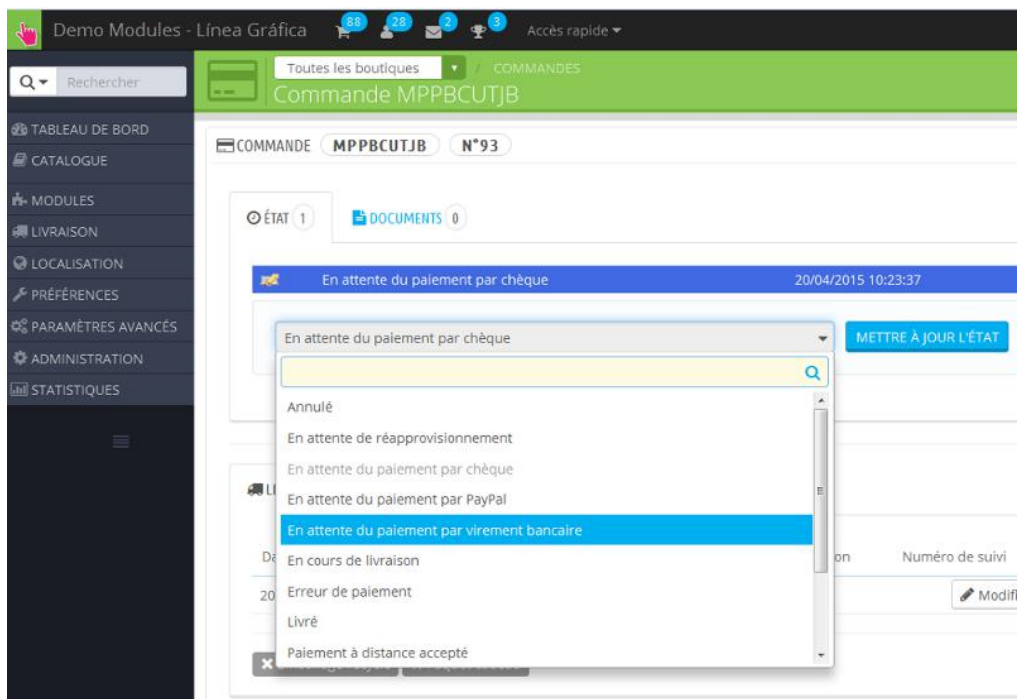 Demo Modules - Línea Gráfica 88 28 2 3 Accès rapide
Rechercher
Toutes les boutiques / COMMANDES
Commande MPPBCUTJB
TABLEAU DE BORD
CATALOGUE
MODULES
LIVRAISON
LOCALISATION
PRÉFÉRENCES
PARAMÈTRES AVANCÉS
ADMINISTRATION
STATISTIQUES
COMMANDE MPPBCUTJB N°93
ÉTAT 1 DOCUMENTS 0
En attente du paiement par chèque 20/04/2015 10:23:37
En attente du paiement par chèque METTRE À JOUR L'ÉTAT
Annulé
En attente de réapprovisionnement
En attente du paiement par chèque
En attente du paiement par PayPal
En attente du paiement par virement bancaire
En cours de livraison
Erreur de paiement
Livré
Paiement à distance accepté
LI
Da on Numéro de suivi
20 Modifi